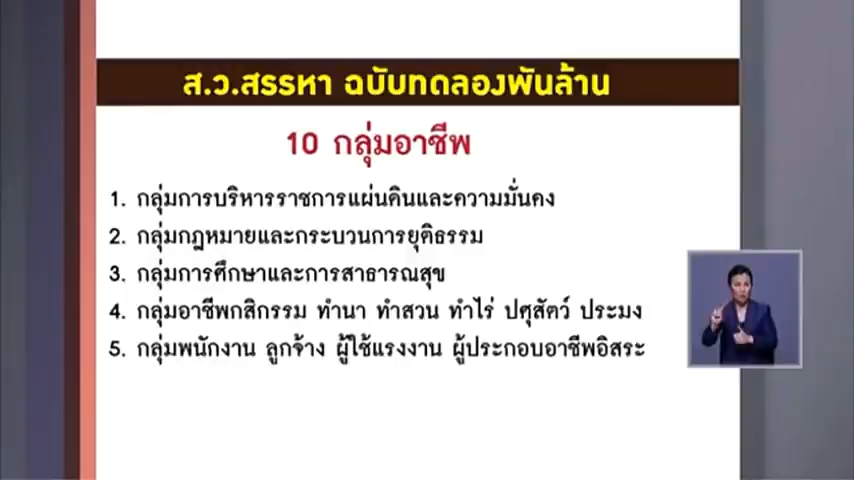 ส.ว.สรรหา ฉบับทดลองพันล้าน
10 กลุ่มอาชีพ
1. กลุ่มการบริหารราชการแผ่นดินและความมั่นคง
2. กลุ่มกฎหมายและกระบวนการยุติธรรม
3. กลุ่มการศึกษาและการสาธารณสุข
4. กลุ่มอาชีพกสิกรรม ทำนา ทำสวน ทำไร่ ปศุสัตว์ ประมง
5. กลุ่มพนักงาน ลูกจ้าง ผู้ใช้แรงงาน ผู้ประกอบอาชีพอิสระ